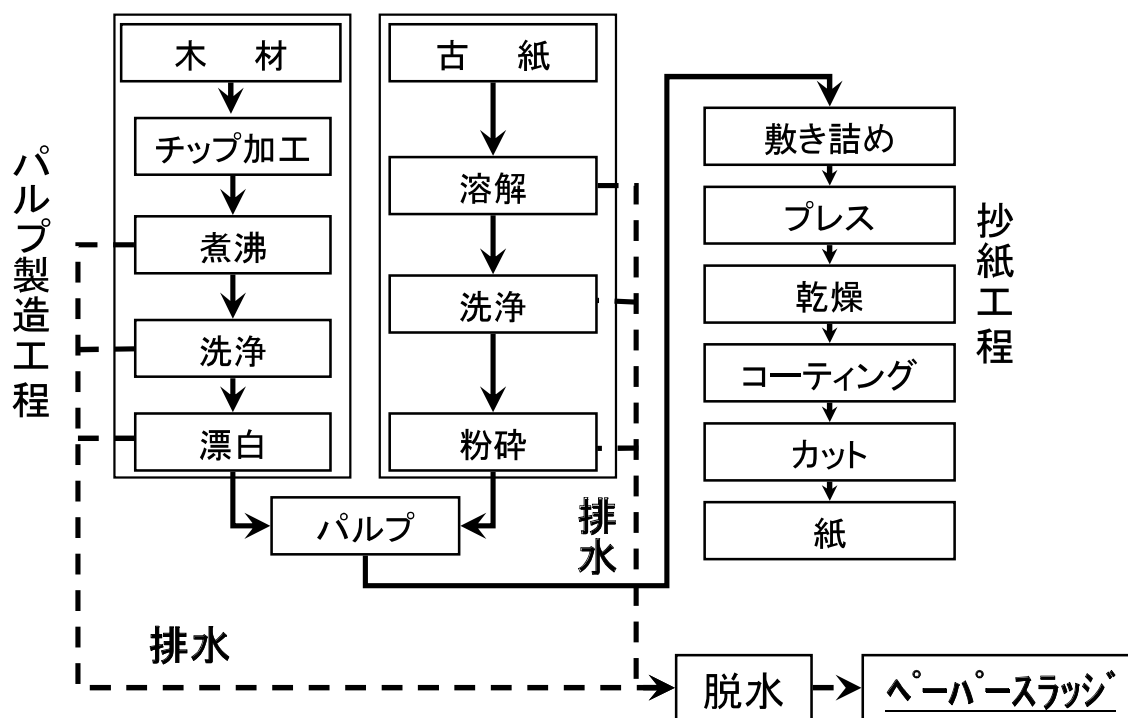 パルプ製造工程
木　材
チップ加工
煮沸
洗浄
漂白
古　紙
溶解
洗浄
粉砕
パルプ
排水
排水
敷き詰め
プレス
乾燥
コーティング
カット
紙
抄紙工程
脱水
ペーパースラッジ